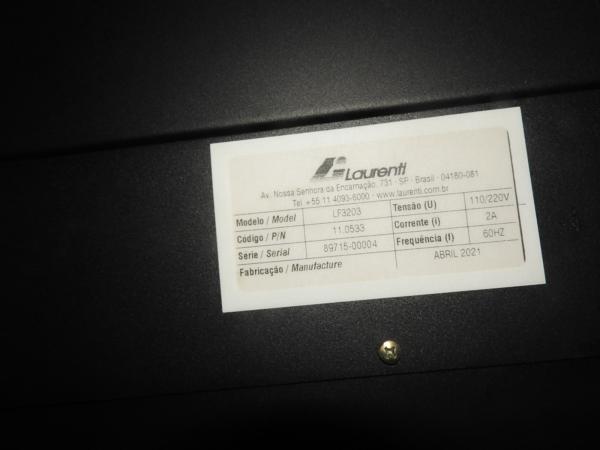 Laurenti
Av. Nossa Senhora da Encarnação, 731 - SP - Brasil - 04180-081
Tel +55 11 4093-6000 - www.laurenti.com.br
Modelo / Model LF3203 Tensão (U) 110/220V
Código / P/N 11.0533 Corrente (i) 2A
Série / Serial 89715-00004 Frequência (f) 60HZ
Fabricação / Manufacture ABRIL 2021